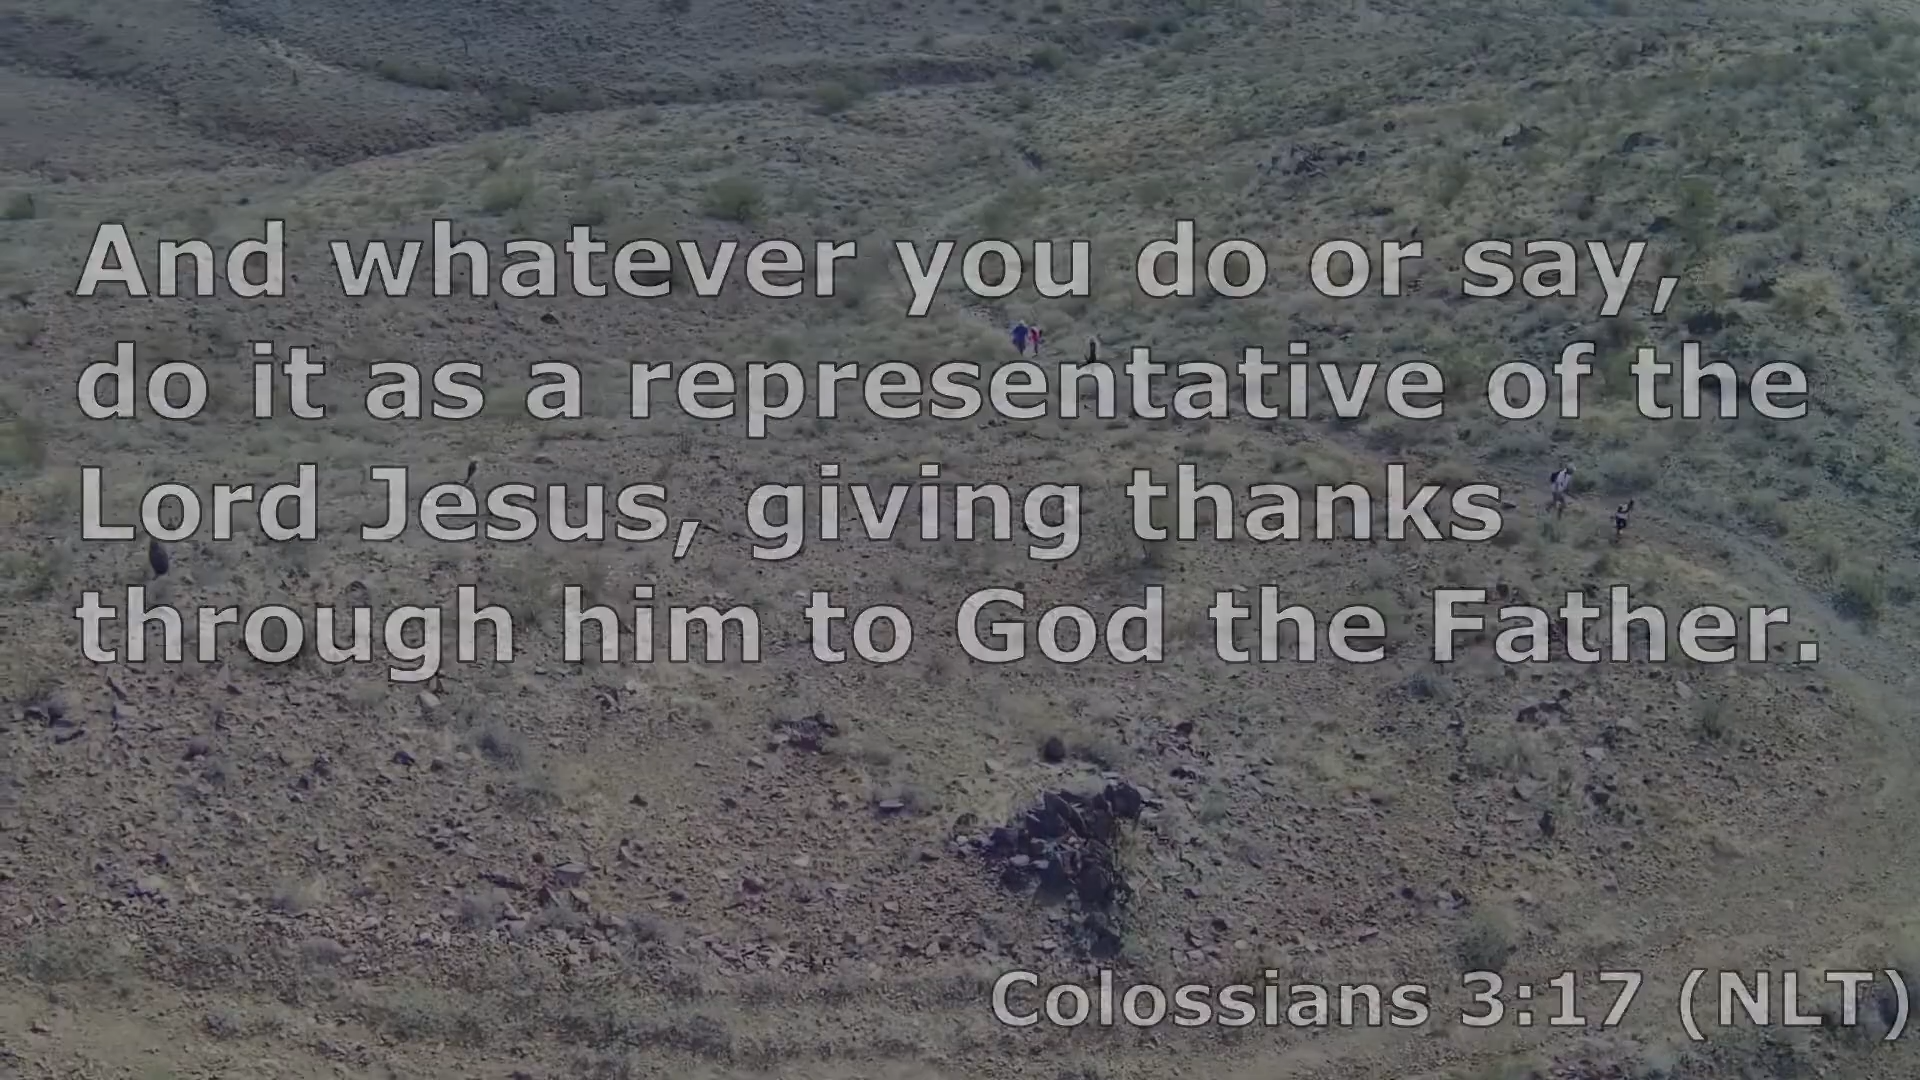 And whatever you do or say,
do it as a representative of the
Lord Jesus, giving thanks
through him to God the Father.
Colossians 3:17 (NLT)